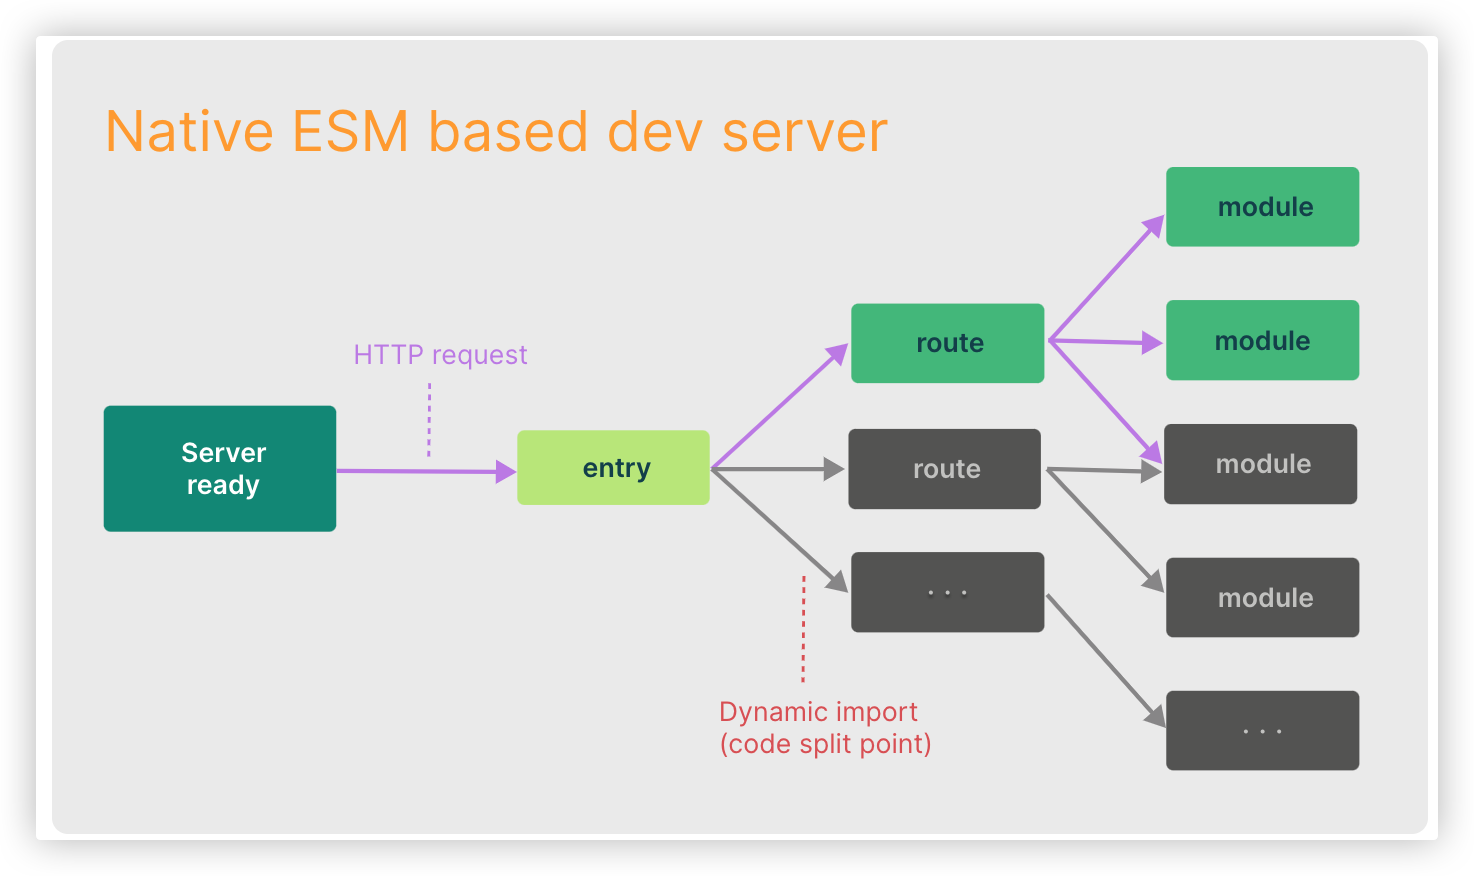 Native ESM based dev server
HTTP request
Server
ready
entry
route
route
· · ·
module
module
module
module
· · ·
Dynamic import
(code split point)